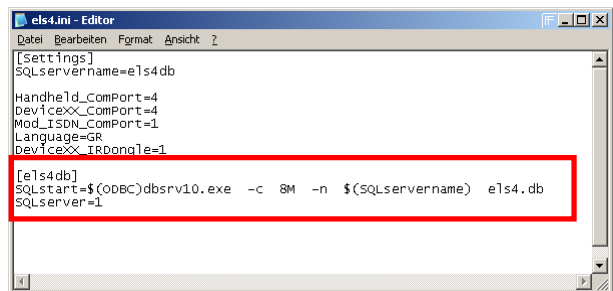 els4.ini - Editor
Datei Bearbeiten Format Ansicht ?
[Settings]
SQLservername=els4db
Handheld_ComPort=4
DeviceXX_ComPort=4
Mod_ISDN_ComPort=1
Language=GR
DeviceXX_IRDongle=1
[els4db]
SQLstart=$(ODBC)dbsrv10.exe -c 8M -n $(SQLservername) els4.db
SQLserver=1